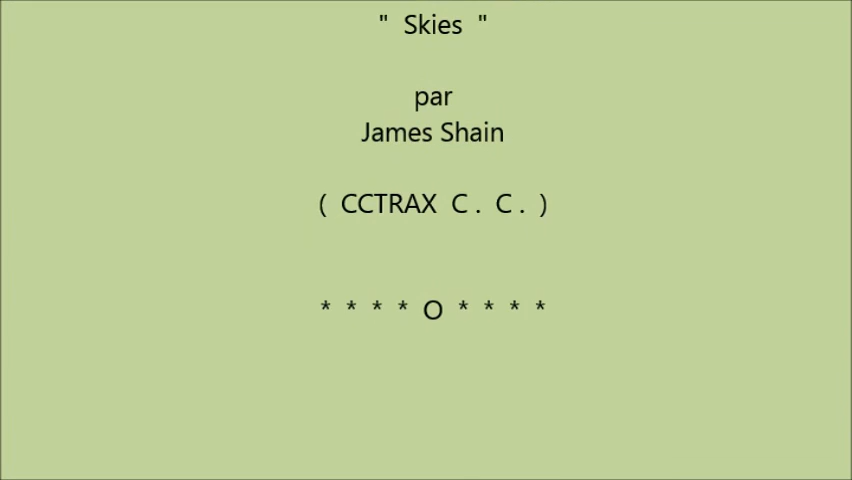 " Skies "
par
James Shain
( CCTRAX C . C . )
* * * * O * * * *